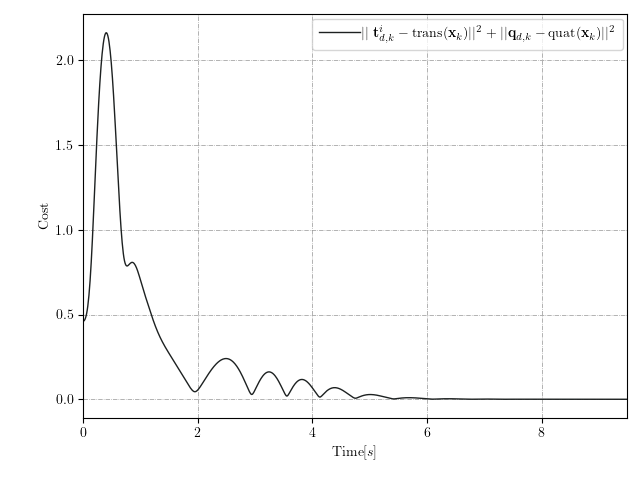 || t^i_{d,k} − trans(x_k)||^2 + ||q_{d,k} − quat(x_k)||^2
2.0
1.5
1.0
0.5
0.0
Cost
0 2 4 6 8
Time[s]